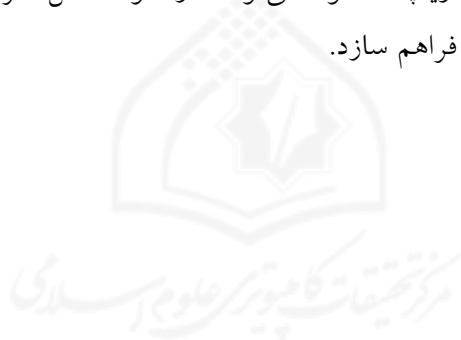 فراهم سازد.
مرکز تحقیقات کامپیوتری علوم اسلامی